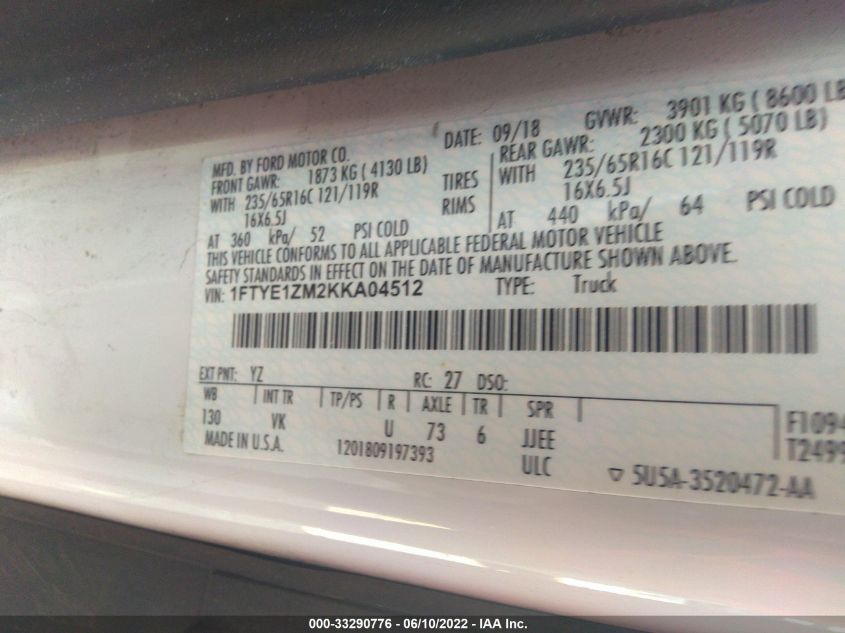 MFD. BY FORD MOTOR CO.
DATE: 09/18 GVWR: 3901 KG ( 8600 LB
FRONT GAWR: 1873 KG ( 4130 LB)
REAR GAWR: 2300 KG ( 5070 LB)
WITH 235/65R16C 121/119R TIRES WITH 235/65R16C 121/119R
16X6.5J RIMS 16X6.5J
AT 360 kPa/ 52 PSI COLD AT 440 kPa/ 64 PSI COLD
THIS VEHICLE CONFORMS TO ALL APPLICABLE FEDERAL MOTOR VEHICLE
SAFETY STANDARDS IN EFFECT ON THE DATE OF MANUFACTURE SHOWN ABOVE.
VIN: 1FTYE1ZM2KKA04512 TYPE: Truck
EXT PNT: YZ RC: 27 DSO:
WB INT TR TP/PS R AXLE TR SPR
130 VK U 73 6 JJEE F1094
MADE IN U.S.A. 1201809197393 ULC T2499
5U5A-3520472-AA
000-33290776 - 06/10/2022 - IAA Inc.